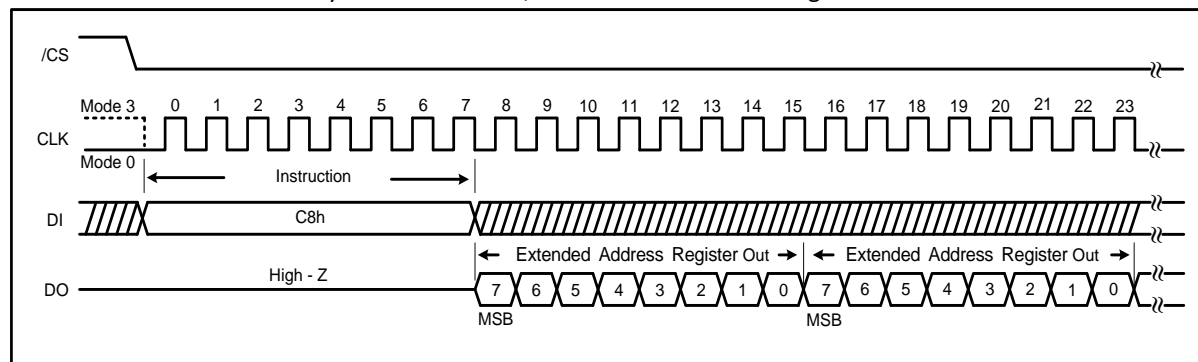 /CS
Mode 3 0 1 2 3 4 5 6 7 8 9 10 11 12 13 14 15 16 17 18 19 20 21 22 23
CLK
Mode 0
Instruction
DI C8h
Extended Address Register Out Extended Address Register Out
High - Z
DO 7 6 5 4 3 2 1 0 7 6 5 4 3 2 1 0
MSB MSB